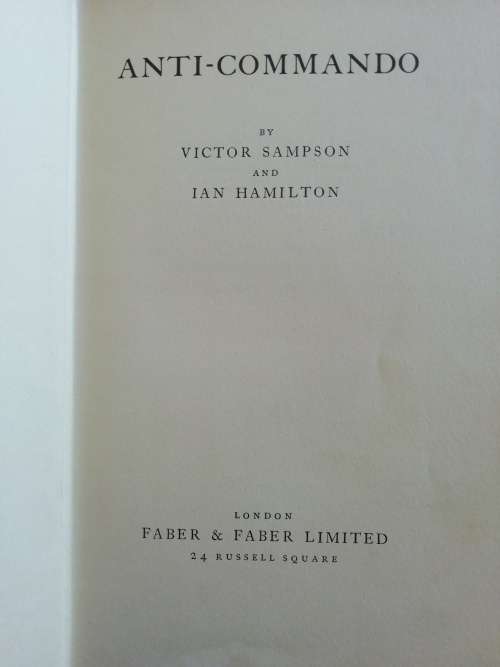 ANTI-COMMANDO
BY
VICTOR SAMPSON
AND
IAN HAMILTON
LONDON
FABER & FABER LIMITED
24 RUSSELL SQUARE